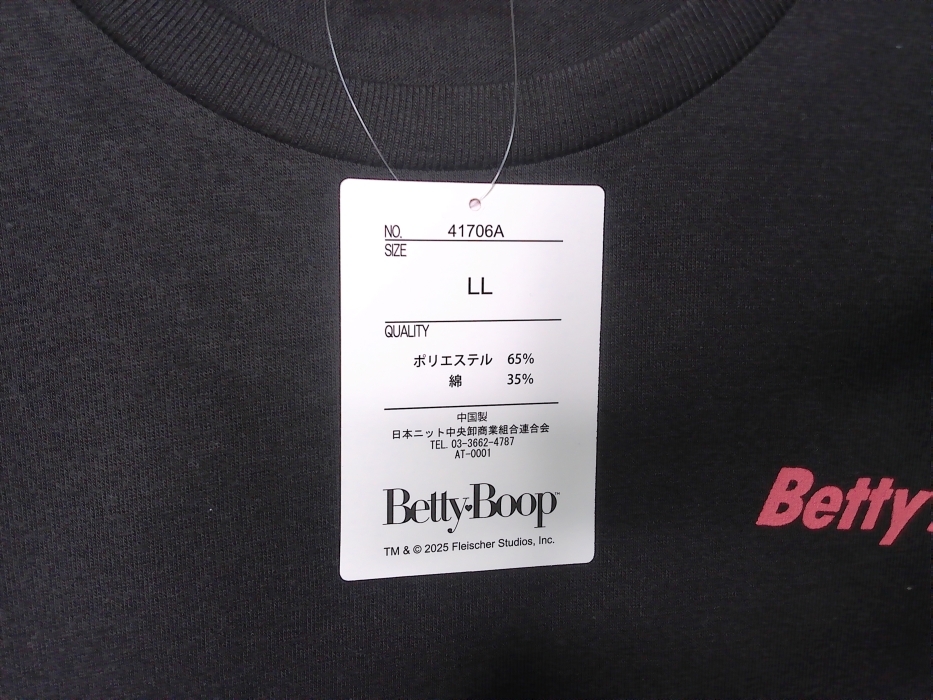 NO. 41706A
SIZE
LL
QUALITY
ポリエステル 65%
綿 35%
中国製
日本ニット中央卸商業組合連合会
TEL. 03-3662-4787
AT-0001
Betty♥Boop™
TM & © 2025 Fleischer Studios, Inc.
Betty